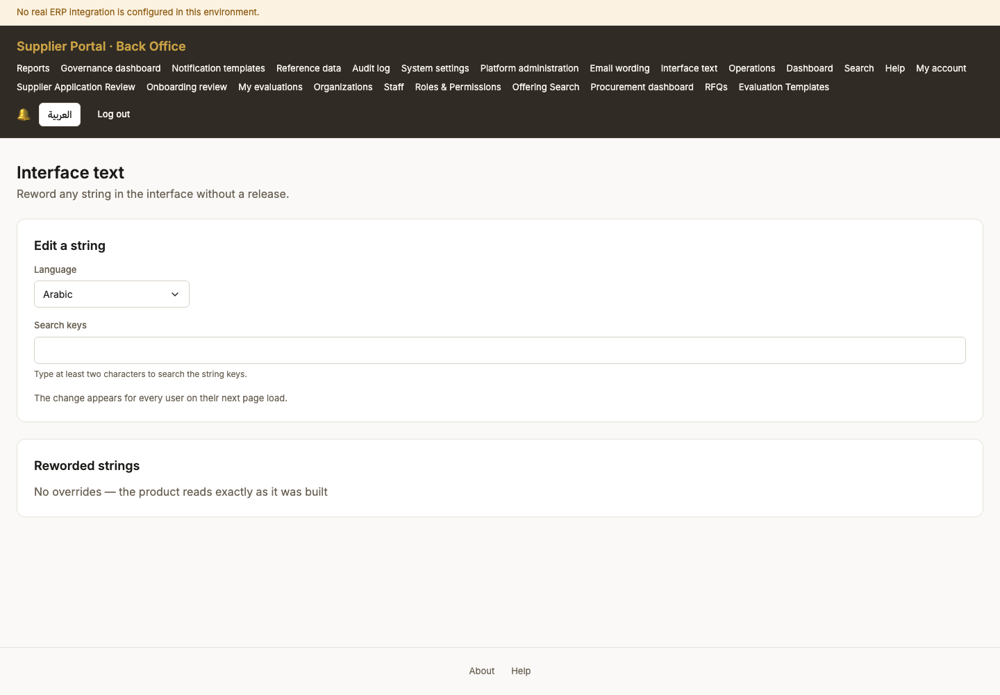 No real ERP integration is configured in this environment.
Supplier Portal · Back Office
Reports Governance dashboard Notification templates Reference data Audit log System settings Platform administration Email wording Interface text Operations Dashboard Search Help My account
Supplier Application Review Onboarding review My evaluations Organizations Staff Roles & Permissions Offering Search Procurement dashboard RFQs Evaluation Templates
العربية Log out
Interface text
Reword any string in the interface without a release.
Edit a string
Language
Arabic
Search keys
Type at least two characters to search the string keys.
The change appears for every user on their next page load.
Reworded strings
No overrides — the product reads exactly as it was built
About Help